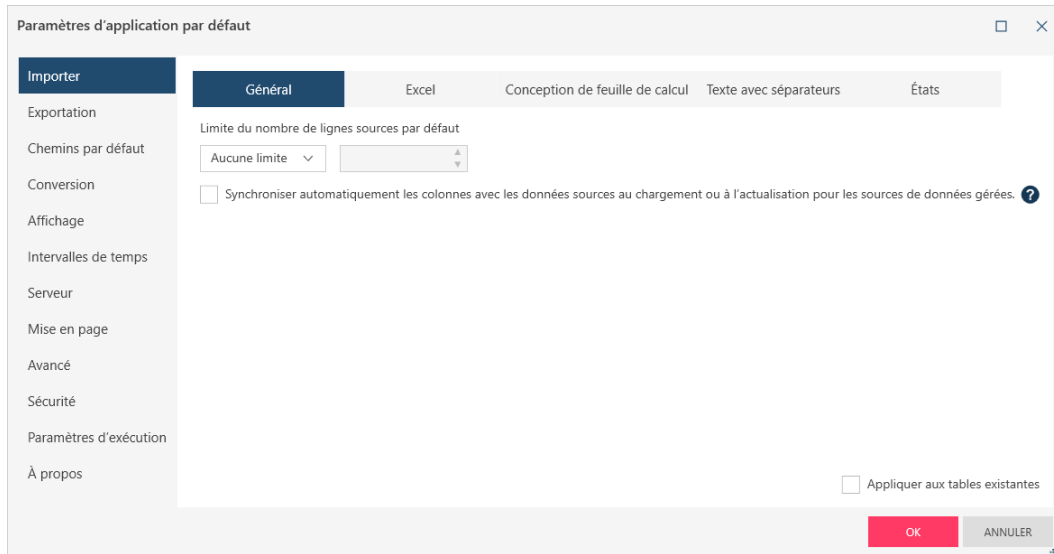 Paramètres d'application par défaut
Importer
Exportation
Chemins par défaut
Conversion
Affichage
Intervalles de temps
Serveur
Mise en page
Avancé
Sécurité
Paramètres d'exécution
À propos
Général Excel Conception de feuille de calcul Texte avec séparateurs États
Limite du nombre de lignes sources par défaut
Aucune limite
Synchroniser automatiquement les colonnes avec les données sources au chargement ou à l'actualisation pour les sources de données gérées. ?
Appliquer aux tables existantes
OK ANNULER